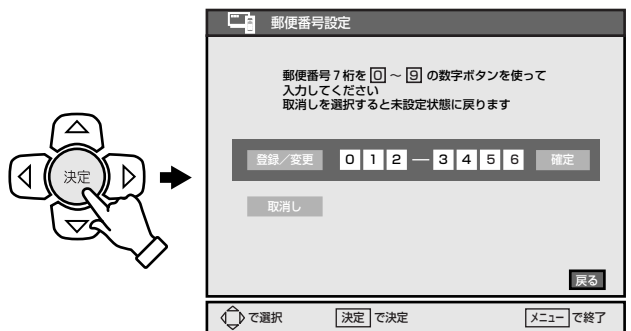 郵便番号設定
郵便番号7桁を 0 ～ 9 の数字ボタンを使って
入力してください
取消しを選択すると未設定状態に戻ります
決定
登録／変更 0 1 2 — 3 4 5 6 確定
取消し
戻る
で選択 決定 で決定 メニュー で終了